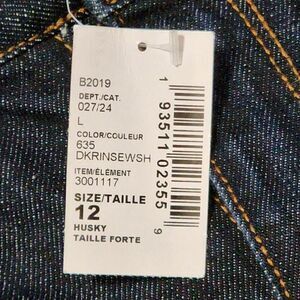 B2019
DEPT./CAT.
027/24
L
COLOR/COULEUR
635
DKRINSEWSH
ITEM/ÉLÉMENT
3001117
SIZE/TAILLE
12
HUSKY
TAILLE FORTE
1 93511 02355 9